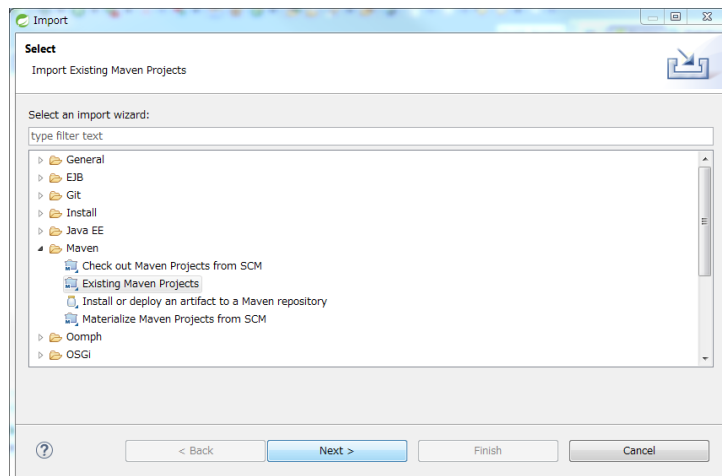 Import
Select
Import Existing Maven Projects
Select an import wizard:
type filter text
General
EJB
Git
Install
Java EE
Maven
Check out Maven Projects from SCM
Existing Maven Projects
Install or deploy an artifact to a Maven repository
Materialize Maven Projects from SCM
Oomph
OSGi
< Back
Next >
Finish
Cancel